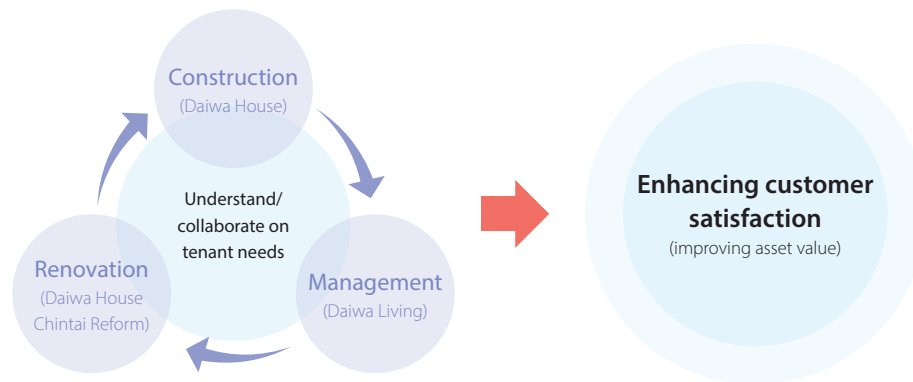 Construction
(Daiwa House)
Understand/
collaborate on
tenant needs
Renovation
(Daiwa House
Chintai Reform)
Management
(Daiwa Living)
Enhancing customer
satisfaction
(improving asset value)